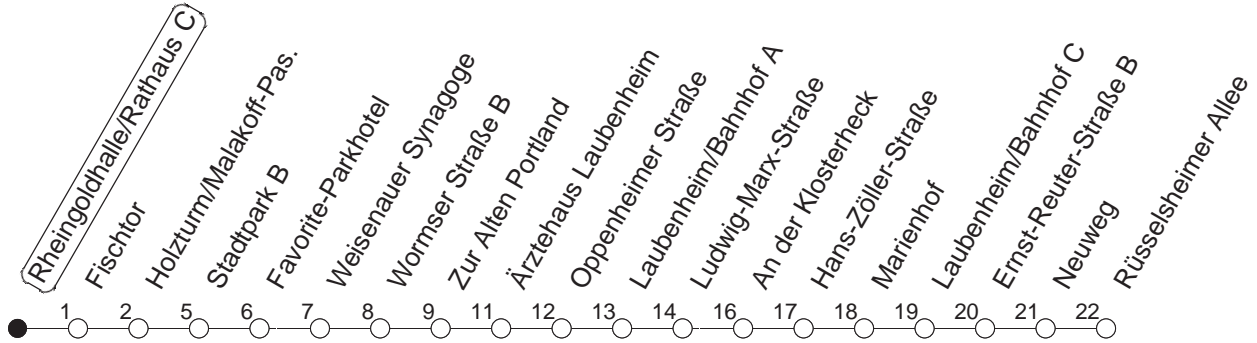 Rheingoldhalle/Rathaus C
Fischtor
Holzturm/Malakoff-Pas.
Stadtpark B
Favorite-Parkhotel
Weisenauer Synagoge
Wormser Straße B
Zur Alten Portland
Ärztehaus Laubenheim
Oppenheimer Straße
Laubenheim/Bahnhof A
Ludwig-Marx-Straße
An der Klosterheck
Hans-Zöller-Straße
Marienhof
Laubenheim/Bahnhof C
Ernst-Reuter-Straße B
Neuweg
Rüsselsheimer Allee
1 2 5 6 7 8 9 11 12 13 14 16 17 18 19 20 21 22